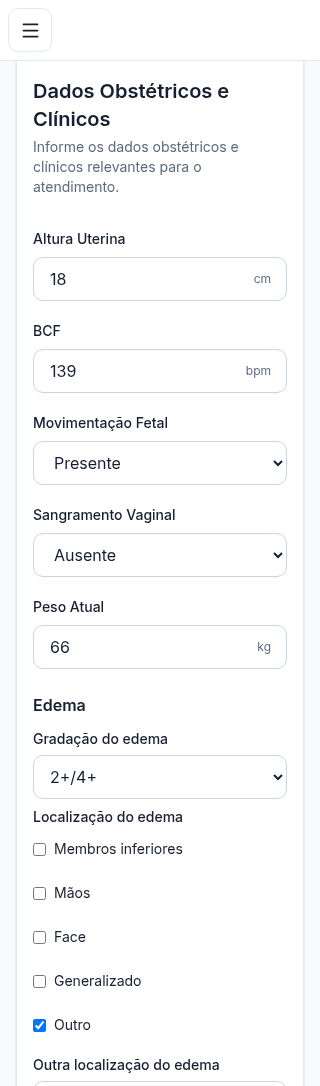 Dados Obstétricos e
Clínicos
Informe os dados obstétricos e
clínicos relevantes para o
atendimento.
Altura Uterina
18 cm
BCF
139 bpm
Movimentação Fetal
Presente
Sangramento Vaginal
Ausente
Peso Atual
66 kg
Edema
Gradação do edema
2+/4+
Localização do edema
Membros inferiores
Mãos
Face
Generalizado
Outro
Outra localização do edema